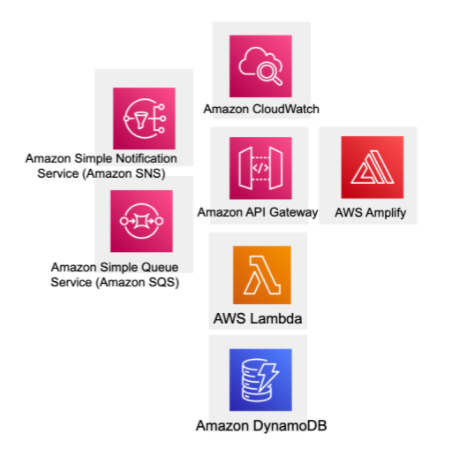 Amazon CloudWatch
Amazon Simple Notification
Service (Amazon SNS)
</>
Amazon API Gateway
AWS Amplify
Amazon Simple Queue
Service (Amazon SQS)
AWS Lambda
Amazon DynamoDB